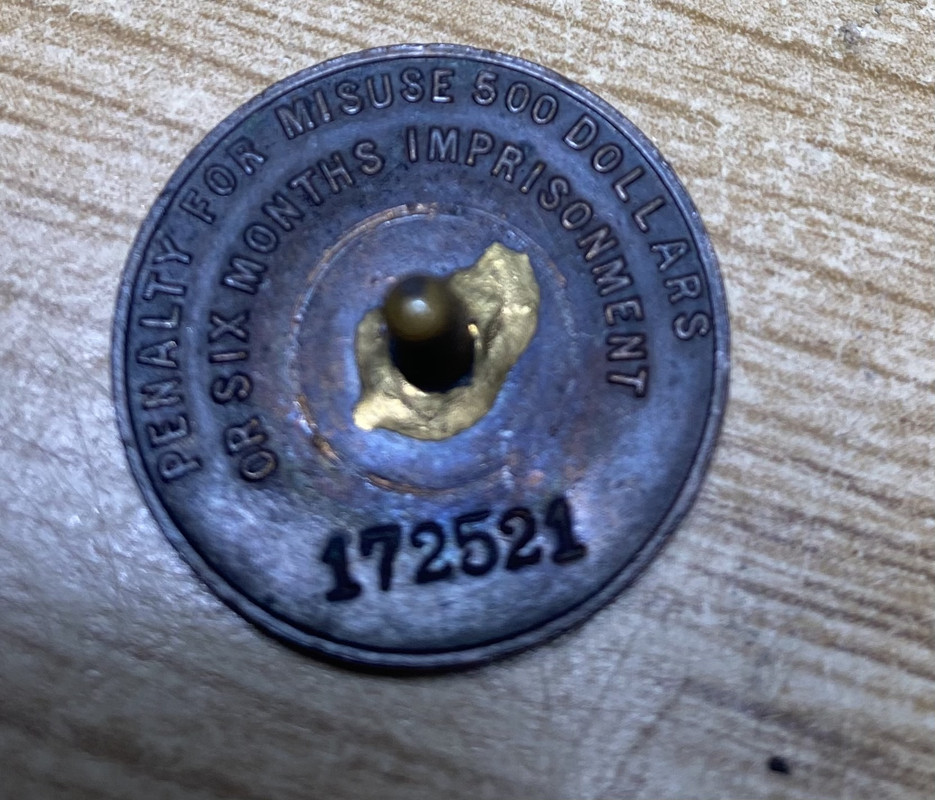 PENALTY FOR MISUSE 500 DOLLARS
OR SIX MONTHS IMPRISONMENT
172521